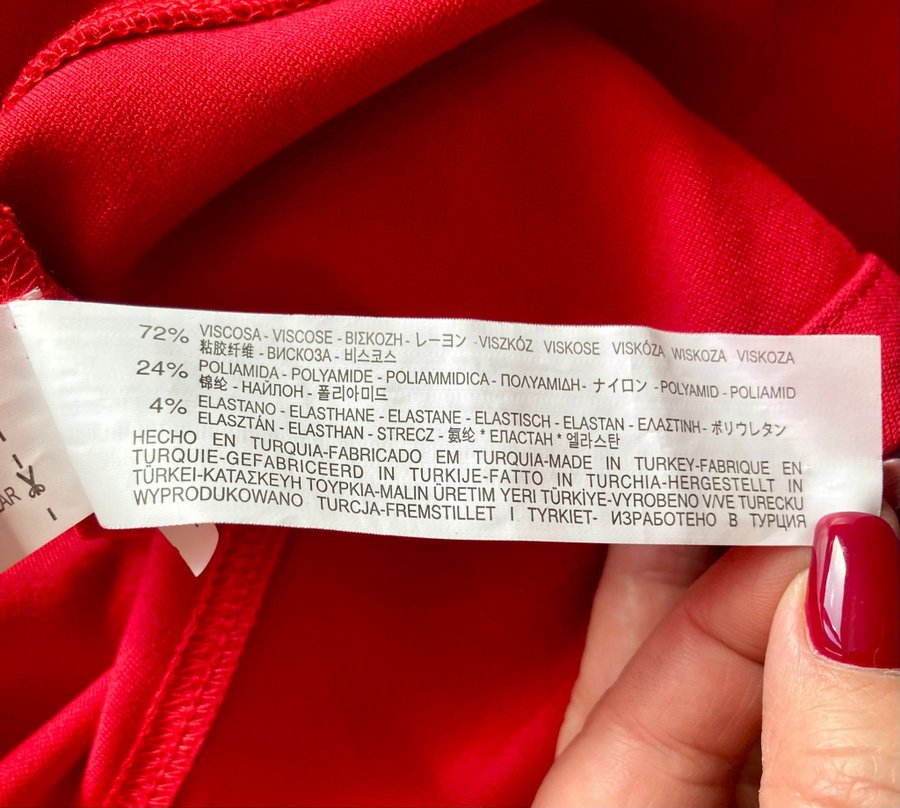 72% VISCOSA - VISCOSE - ΒΙΣΚΟΖΗ - レーヨン -VISZKÓZ VISKOSE VISKÓZA WISKOZA VISKOZA
粘胶纤维 - ВИСКОЗА - 비스코스
24% POLIAMIDA - POLYAMIDE - POLIAMMIDICA - ΠΟΛΥΑΜΙΔΗ- ナイロン -POLYAMID - POLIAMID
锦纶 - НАЙЛОН - 폴리아미드
4% ELASTANO - ELASTHANE - ELASTANE - ELASTISCH - ELASTAN - ΕΛΑΣΤΙΝΗ- ポリウレタン
ELASZTÁN - ELASTHAN - STRECZ - 氨纶 * ЕЛАСТАН * 엘라스탄
HECHO EN TURQUIA-FABRICADO EM TURQUIA-MADE IN TURKEY-FABRIQUE EN
TURQUIE-GEFABRICEERD IN TURKIJE-FATTO IN TURCHIA-HERGESTELLT IN
TÜRKEI-ΚΑΤΑΣΚΕΥΗ ΤΟΥΡΚΙΑ-MALIN ÜRETIM YERI TÜRKIYE-VYROBENO V/VE TURECKU
WYPRODUKOWANO TURCJA-FREMSTILLET I TYRKIET- ИЗРАБОТЕНО В ТУРЦИЯ